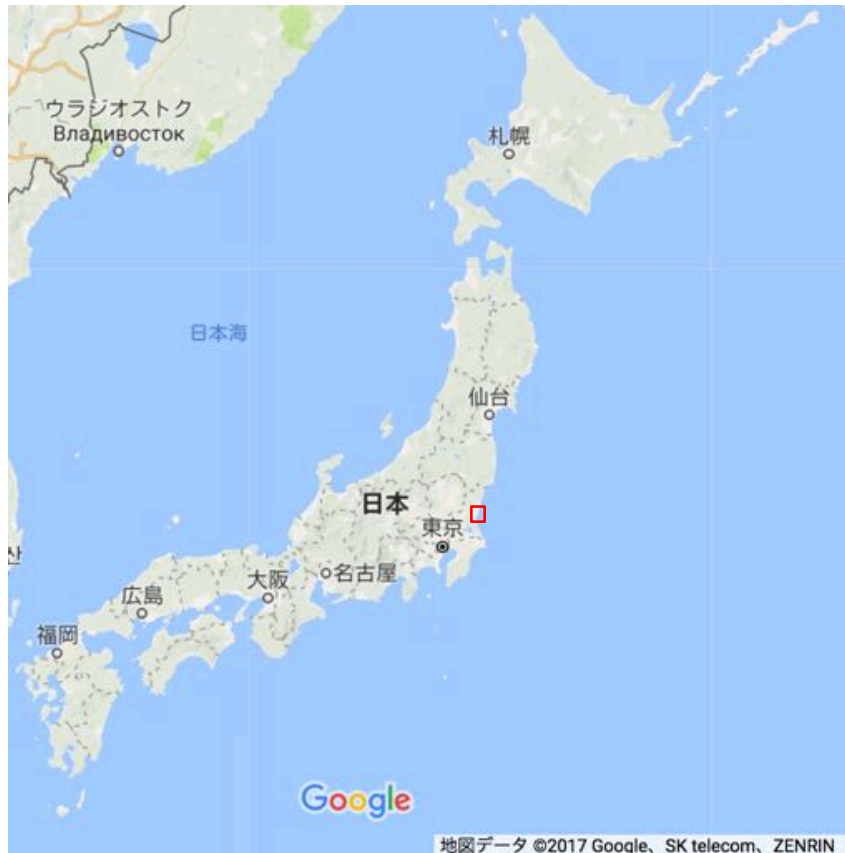 ウラジオストク
Владивосток
札幌
日本海
仙台
日本
東京
名古屋
大阪
広島
福岡
산
Google
地図データ ©2017 Google、SK telecom、ZENRIN